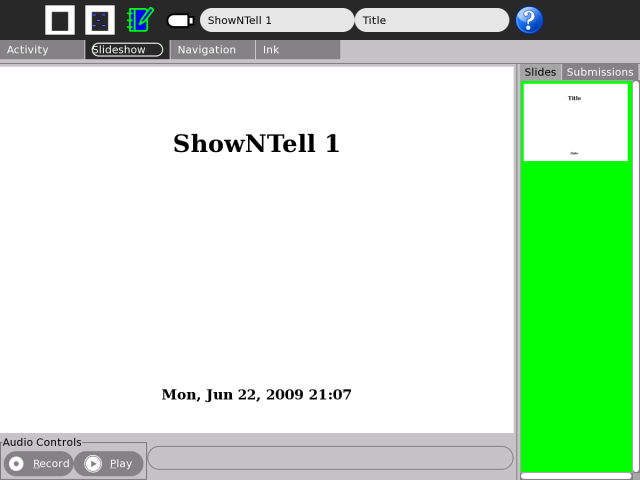 ShowNTell 1
Title
?
Activity
Slideshow
Navigation
Ink
Slides
Submissions
Title
ShowNTell 1
Mon, Jun 22, 2009 21:07
Audio Controls
Record
Play